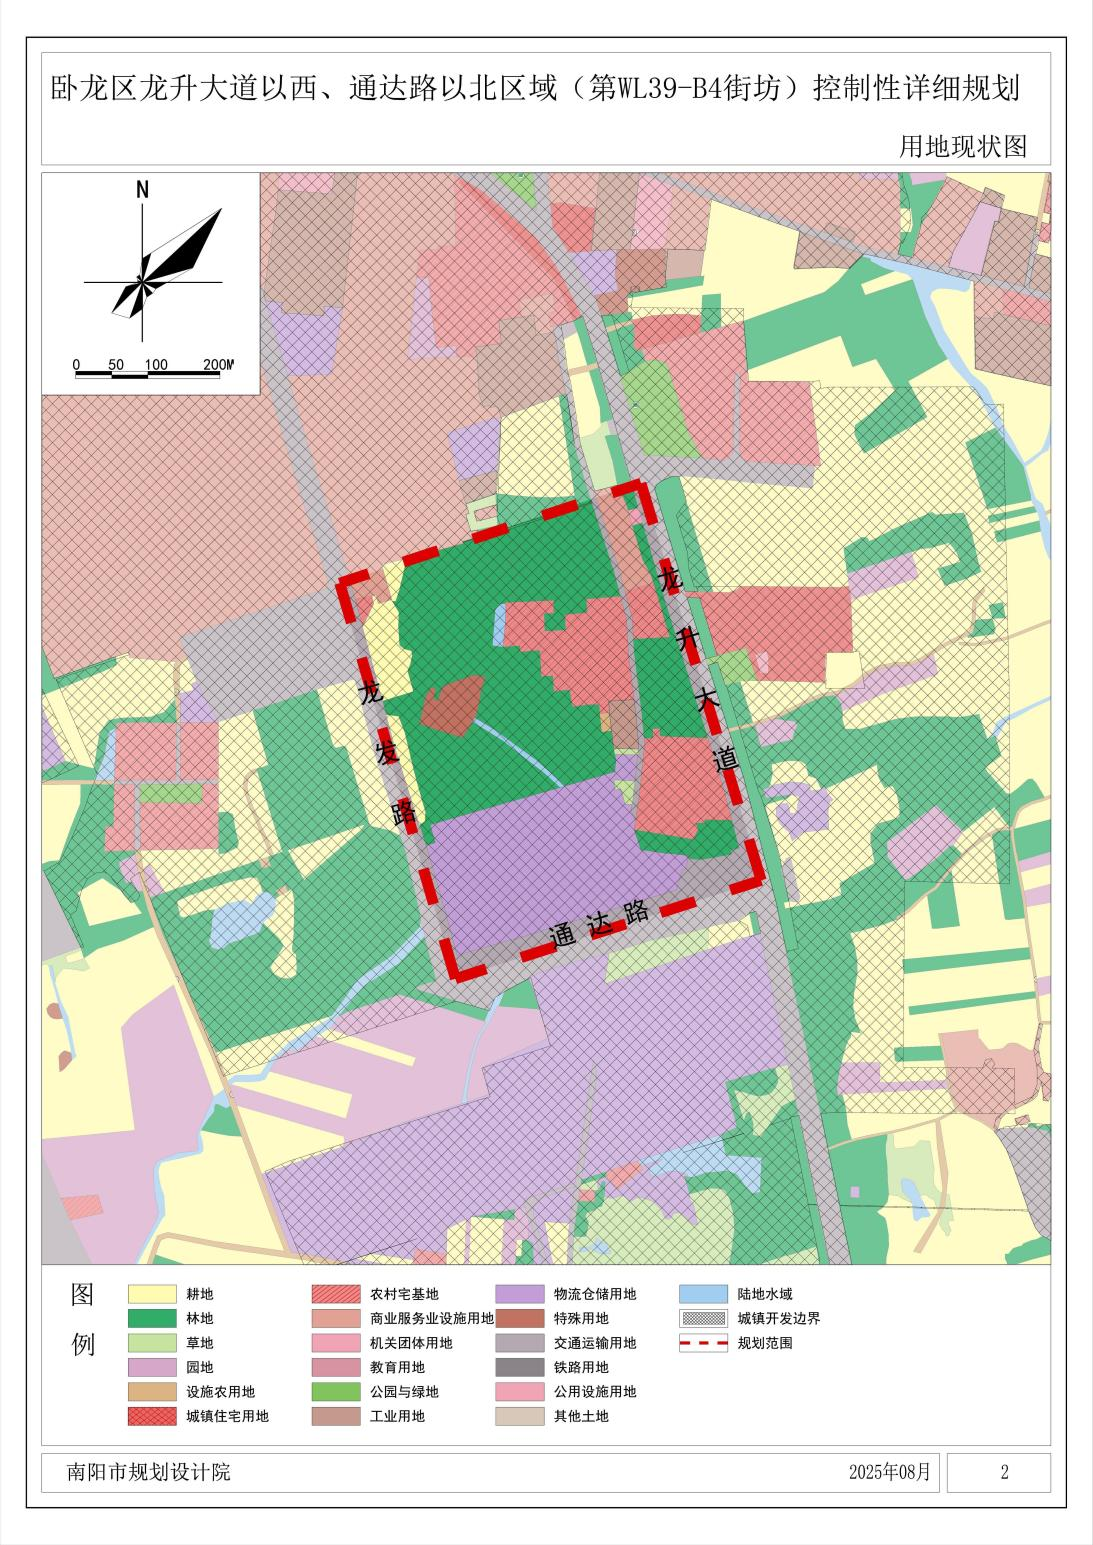 卧龙区龙升大道以西、通达路以北区域（第WL39-B4街坊）控制性详细规划
用地现状图
N
0 50 100 200M
龙升大道
龙发路
通达路
图例
耕地
林地
草地
园地
设施农用地
城镇住宅用地
农村宅基地
商业服务业设施用地
机关团体用地
教育用地
公园与绿地
工业用地
物流仓储用地
特殊用地
交通运输用地
铁路用地
公用设施用地
其他土地
陆地水域
城镇开发边界
规划范围
南阳市规划设计院
2025年08月
2